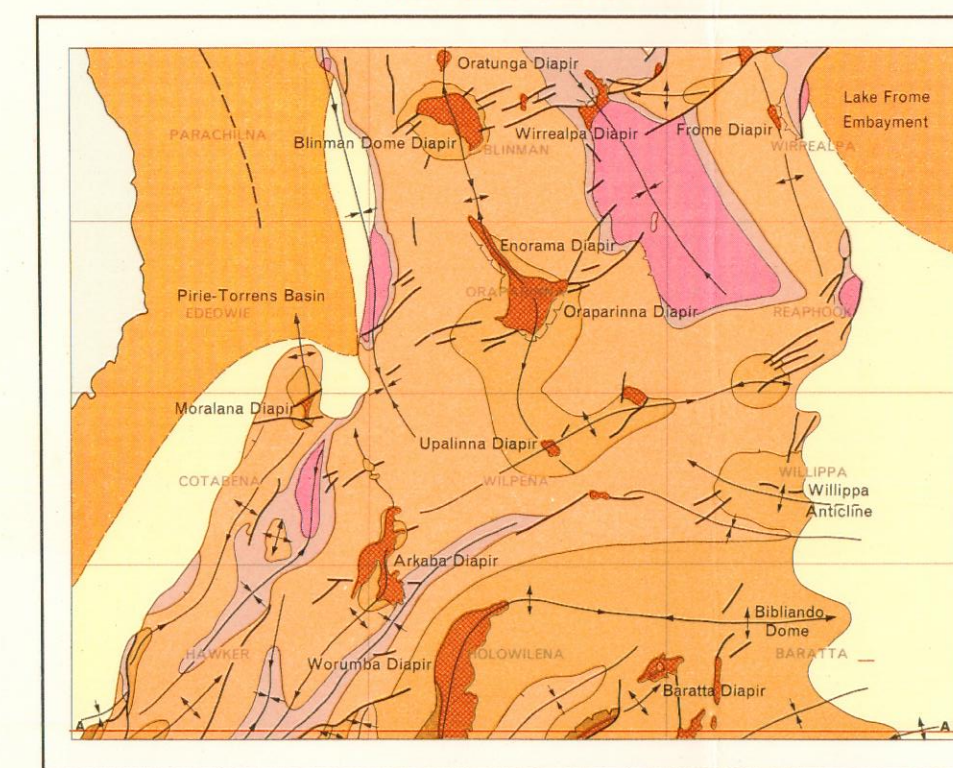 Oratunga Diapir
Lake Frome
Embayment
PARACHILNA
Blinman Dome Diapir
BLINMAN
Wirrealpa Diapir
Frome Diapir
WIRREALPA
Enorama Diapir
Pirie-Torrens Basin
EDEOWIE
Oraparinna Diapir
REAPHOOK
Moralana Diapir
Upalinna Diapir
COTABENA
WILPENA
WILLIPPA
Willippa
Anticline
Arkaba Diapir
Bibliando
Dome
HAWKER
Worumba Diapir
HOLOWILENA
BARATTA
Baratta Diapir
A
A